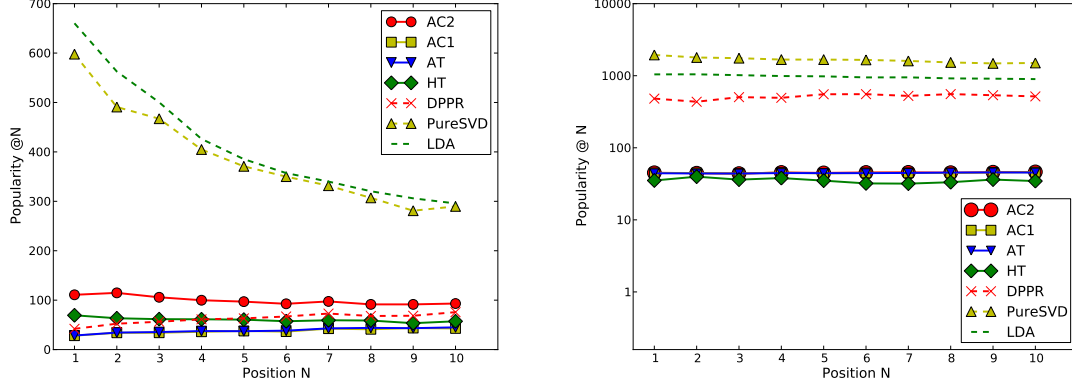 700
600
500
400
300
200
100
0
Popularity @N
1 2 3 4 5 6 7 8 9 10
Position N
AC2
AC1
AT
HT
DPPR
PureSVD
LDA
10000
1000
100
10
1
Popularity @ N
1 2 3 4 5 6 7 8 9 10
Position N
AC2
AC1
AT
HT
DPPR
PureSVD
LDA